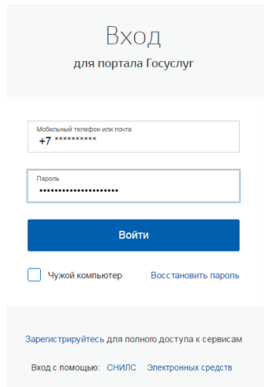 Вход
для портала Госуслуг
Мобильный телефон или почта
+7 **********
Пароль
•••••••••••••••••••••
Войти
Чужой компьютер Восстановить пароль
Зарегистрируйтесь для полного доступа к сервисам
Вход с помощью: СНИЛС Электронных средств